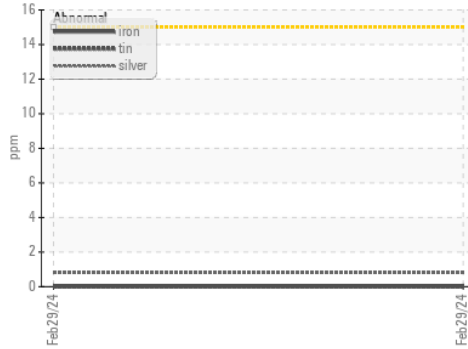 16
Abnormal
iron
14
tin
silver
12
10
ppm
8
6
4
2
0
Feb29/24
Feb29/24